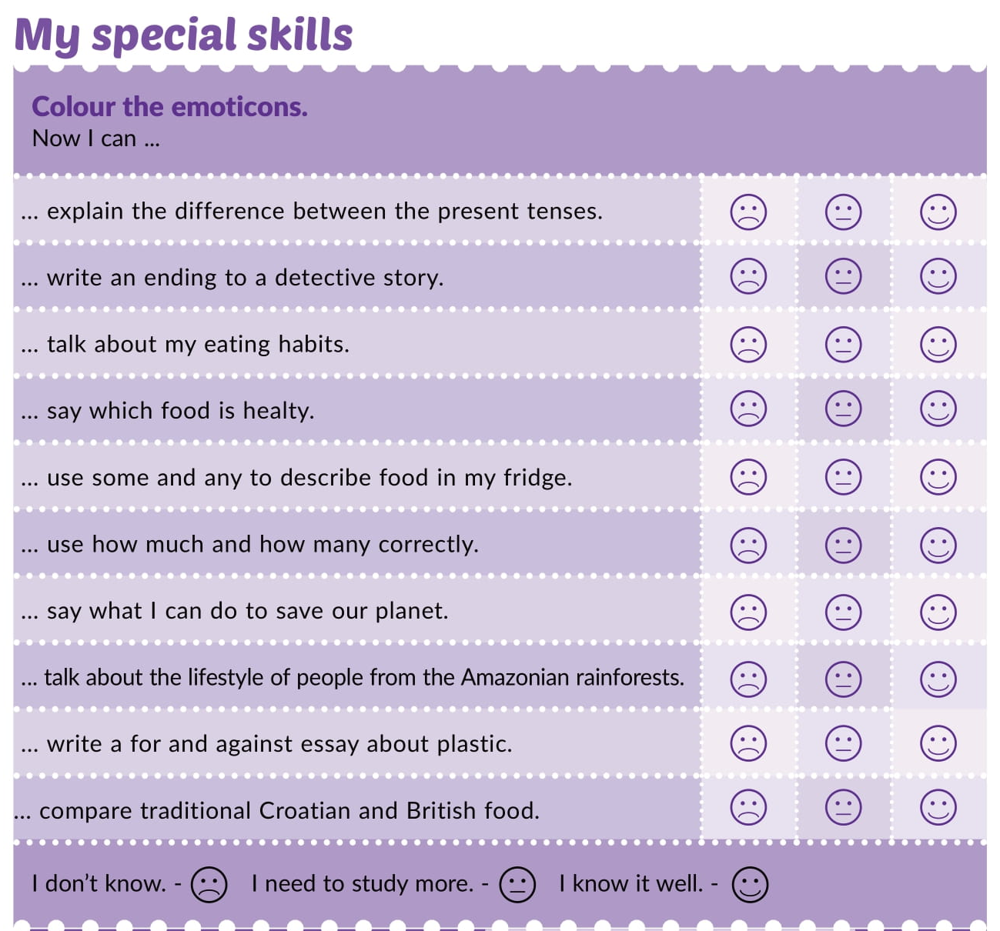 My special skills
Colour the emoticons.
Now I can ...
... explain the difference between the present tenses.
... write an ending to a detective story.
... talk about my eating habits.
... say which food is healty.
... use some and any to describe food in my fridge.
... use how much and how many correctly.
... say what I can do to save our planet.
... talk about the lifestyle of people from the Amazonian rainforests.
... write a for and against essay about plastic.
... compare traditional Croatian and British food.
I don’t know. - I need to study more. - I know it well. -